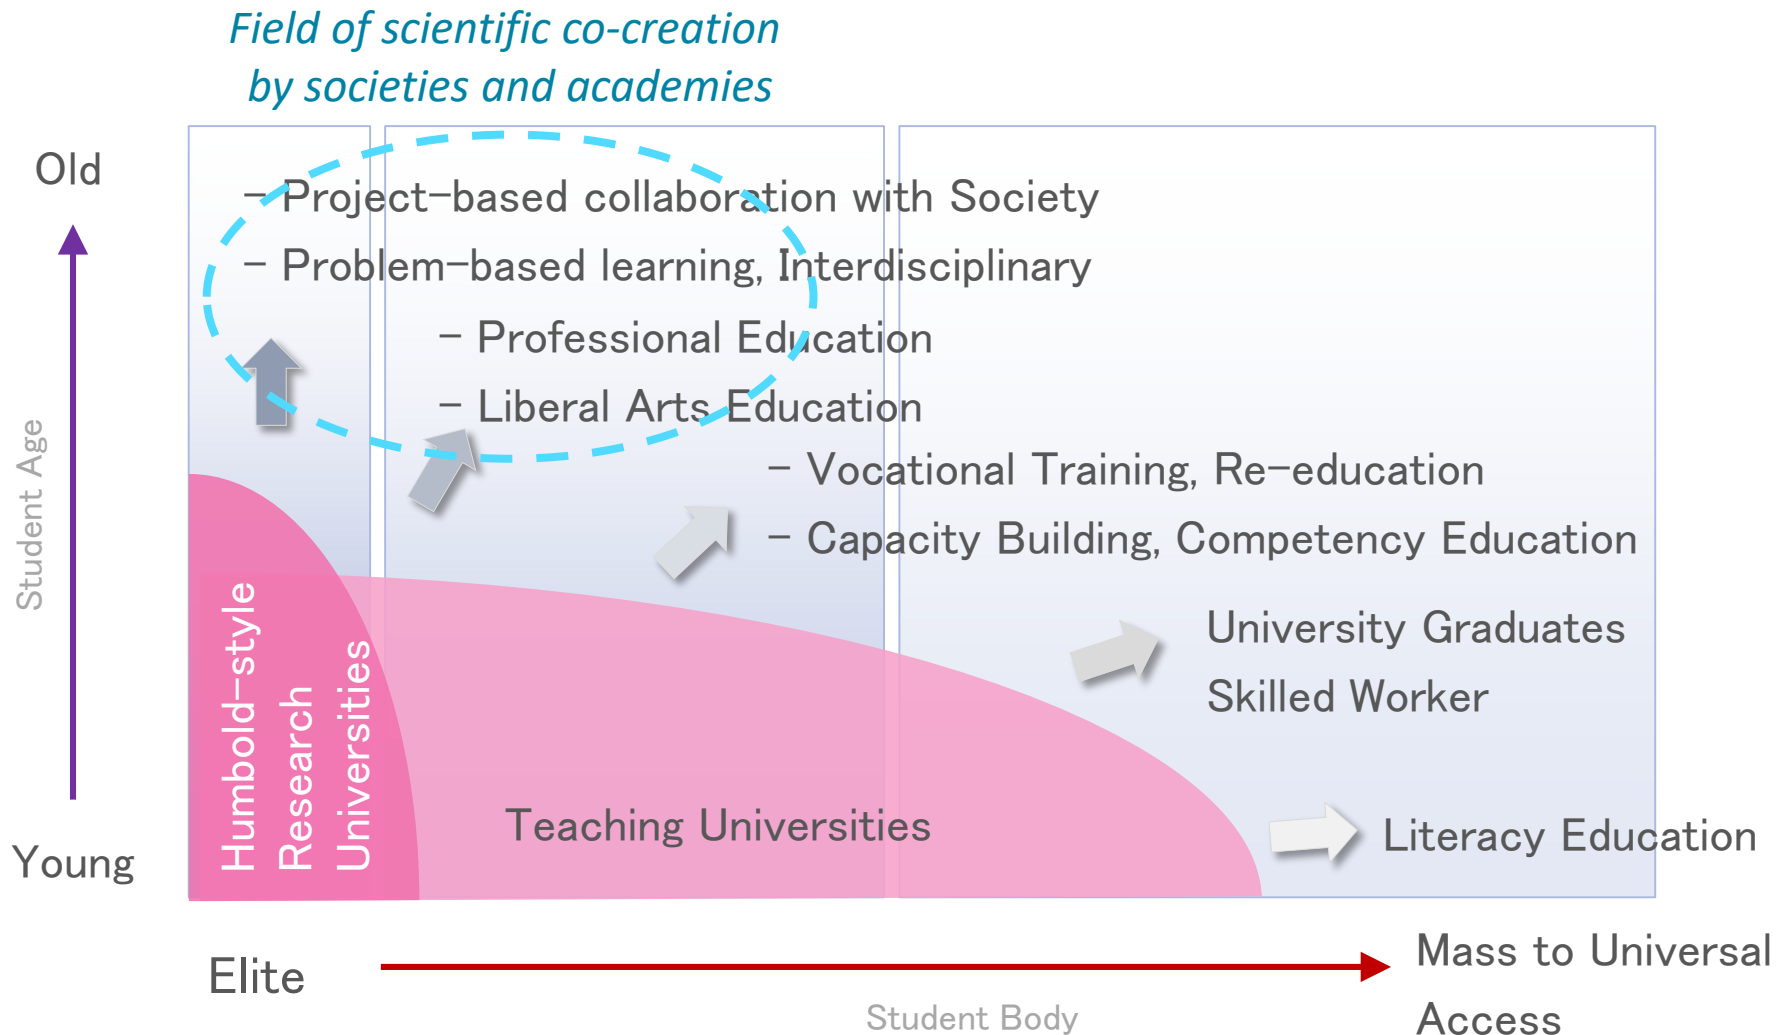 Field of scientific co-creation
by societies and academies
Old
- Project-based collaboration with Society
- Problem-based learning, Interdisciplinary
- Professional Education
- Liberal Arts Education
- Vocational Training, Re-education
- Capacity Building, Competency Education
Student Age
Humbold-style
Research
Universities
University Graduates
Skilled Worker
Teaching Universities
Literacy Education
Young
Elite
Mass to Universal
Access
Student Body